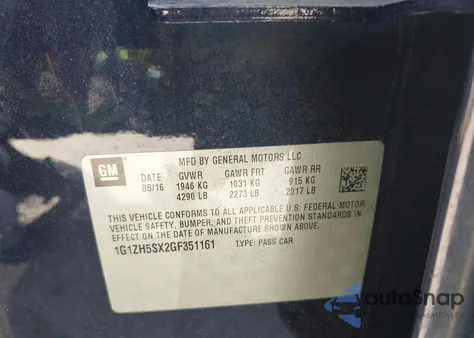 GM
MFD BY GENERAL MOTORS LLC
DATE GVWR GAWR FRT GAWR RR
08/16 1946 KG 1031 KG 915 KG
4290 LB 2273 LB 2017 LB
THIS VEHICLE CONFORMS TO ALL APPLICABLE U.S. FEDERAL MOTOR
VEHICLE SAFETY, BUMPER, AND THEFT PREVENTION STANDARDS IN
EFFECT ON THE DATE OF MANUFACTURE SHOWN ABOVE.
1G1ZH5SX2GF351161 TYPE: PASS CAR
autoSnap